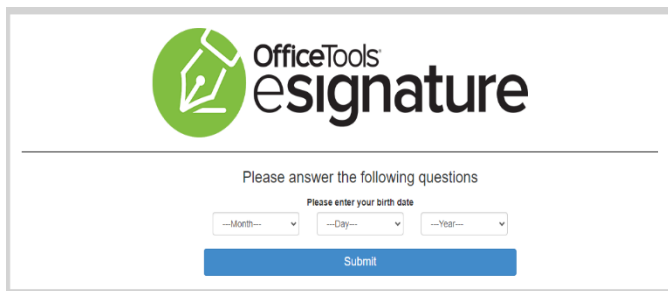 OfficeTools
esignature
Please answer the following questions
Please enter your birth date
---Month--- ---Day--- ---Year---
Submit